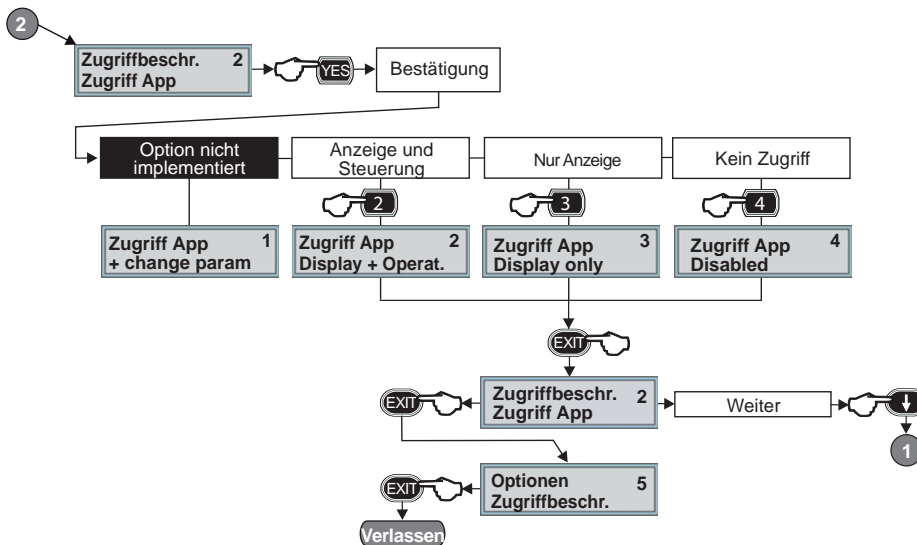 2
Zugriffbeschr. 2
Zugriff App
YES
Bestätigung
Option nicht
implementiert
Anzeige und
Steuerung
Nur Anzeige
Kein Zugriff
2
3
4
Zugriff App 1
+ change param
Zugriff App 2
Display + Operat.
Zugriff App 3
Display only
Zugriff App 4
Disabled
EXIT
EXIT
Zugriffbeschr. 2
Zugriff App
Weiter
1
EXIT
Optionen 5
Zugriffbeschr.
Verlassen